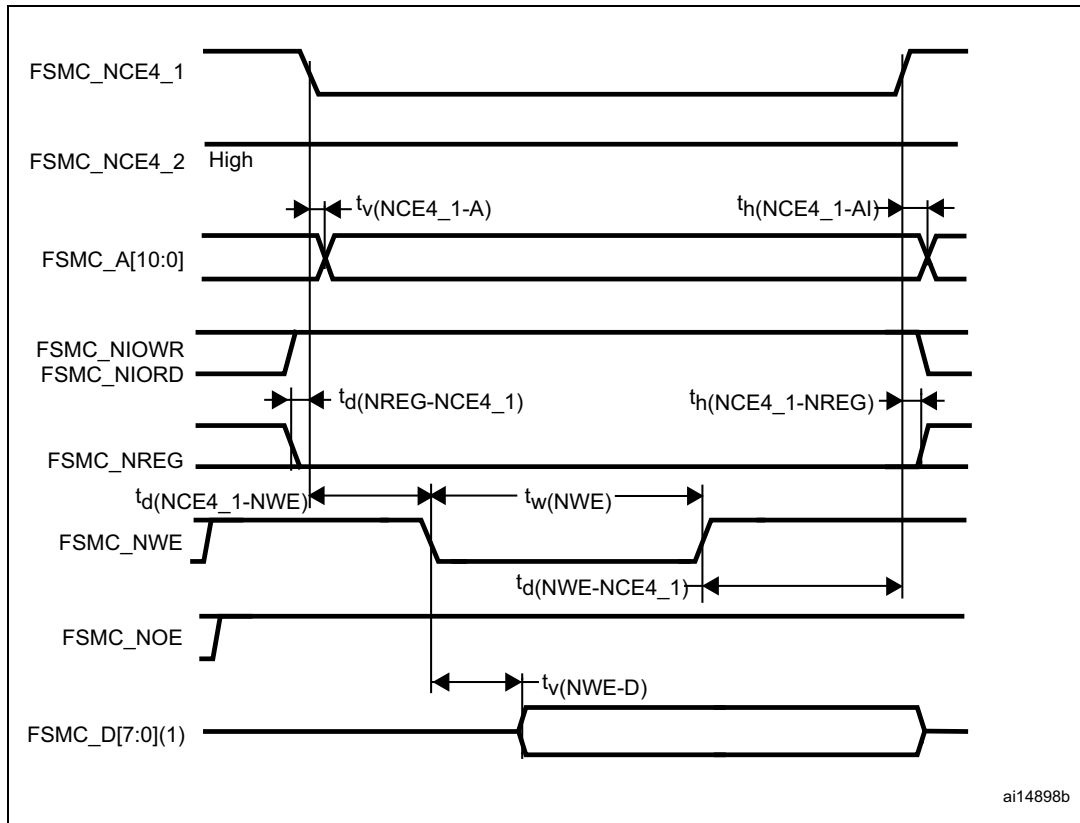 FSMC_NCE4_1
FSMC_NCE4_2 High
tv(NCE4_1-A) th(NCE4_1-AI)
FSMC_A[10:0]
FSMC_NIOWR
FSMC_NIORD
td(NREG-NCE4_1) th(NCE4_1-NREG)
FSMC_NREG
td(NCE4_1-NWE) tw(NWE)
FSMC_NWE
td(NWE-NCE4_1)
FSMC_NOE
tv(NWE-D)
FSMC_D[7:0](1)
ai14898b